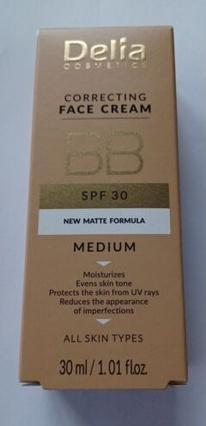 Delia
COSMETICS
CORRECTING
FACE CREAM
BB
SPF 30
NEW MATTE FORMULA
MEDIUM
Moisturizes
Evens skin tone
Protects the skin from UV rays
Reduces the appearance
of imperfections
ALL SKIN TYPES
30 ml / 1.01 fl.oz.